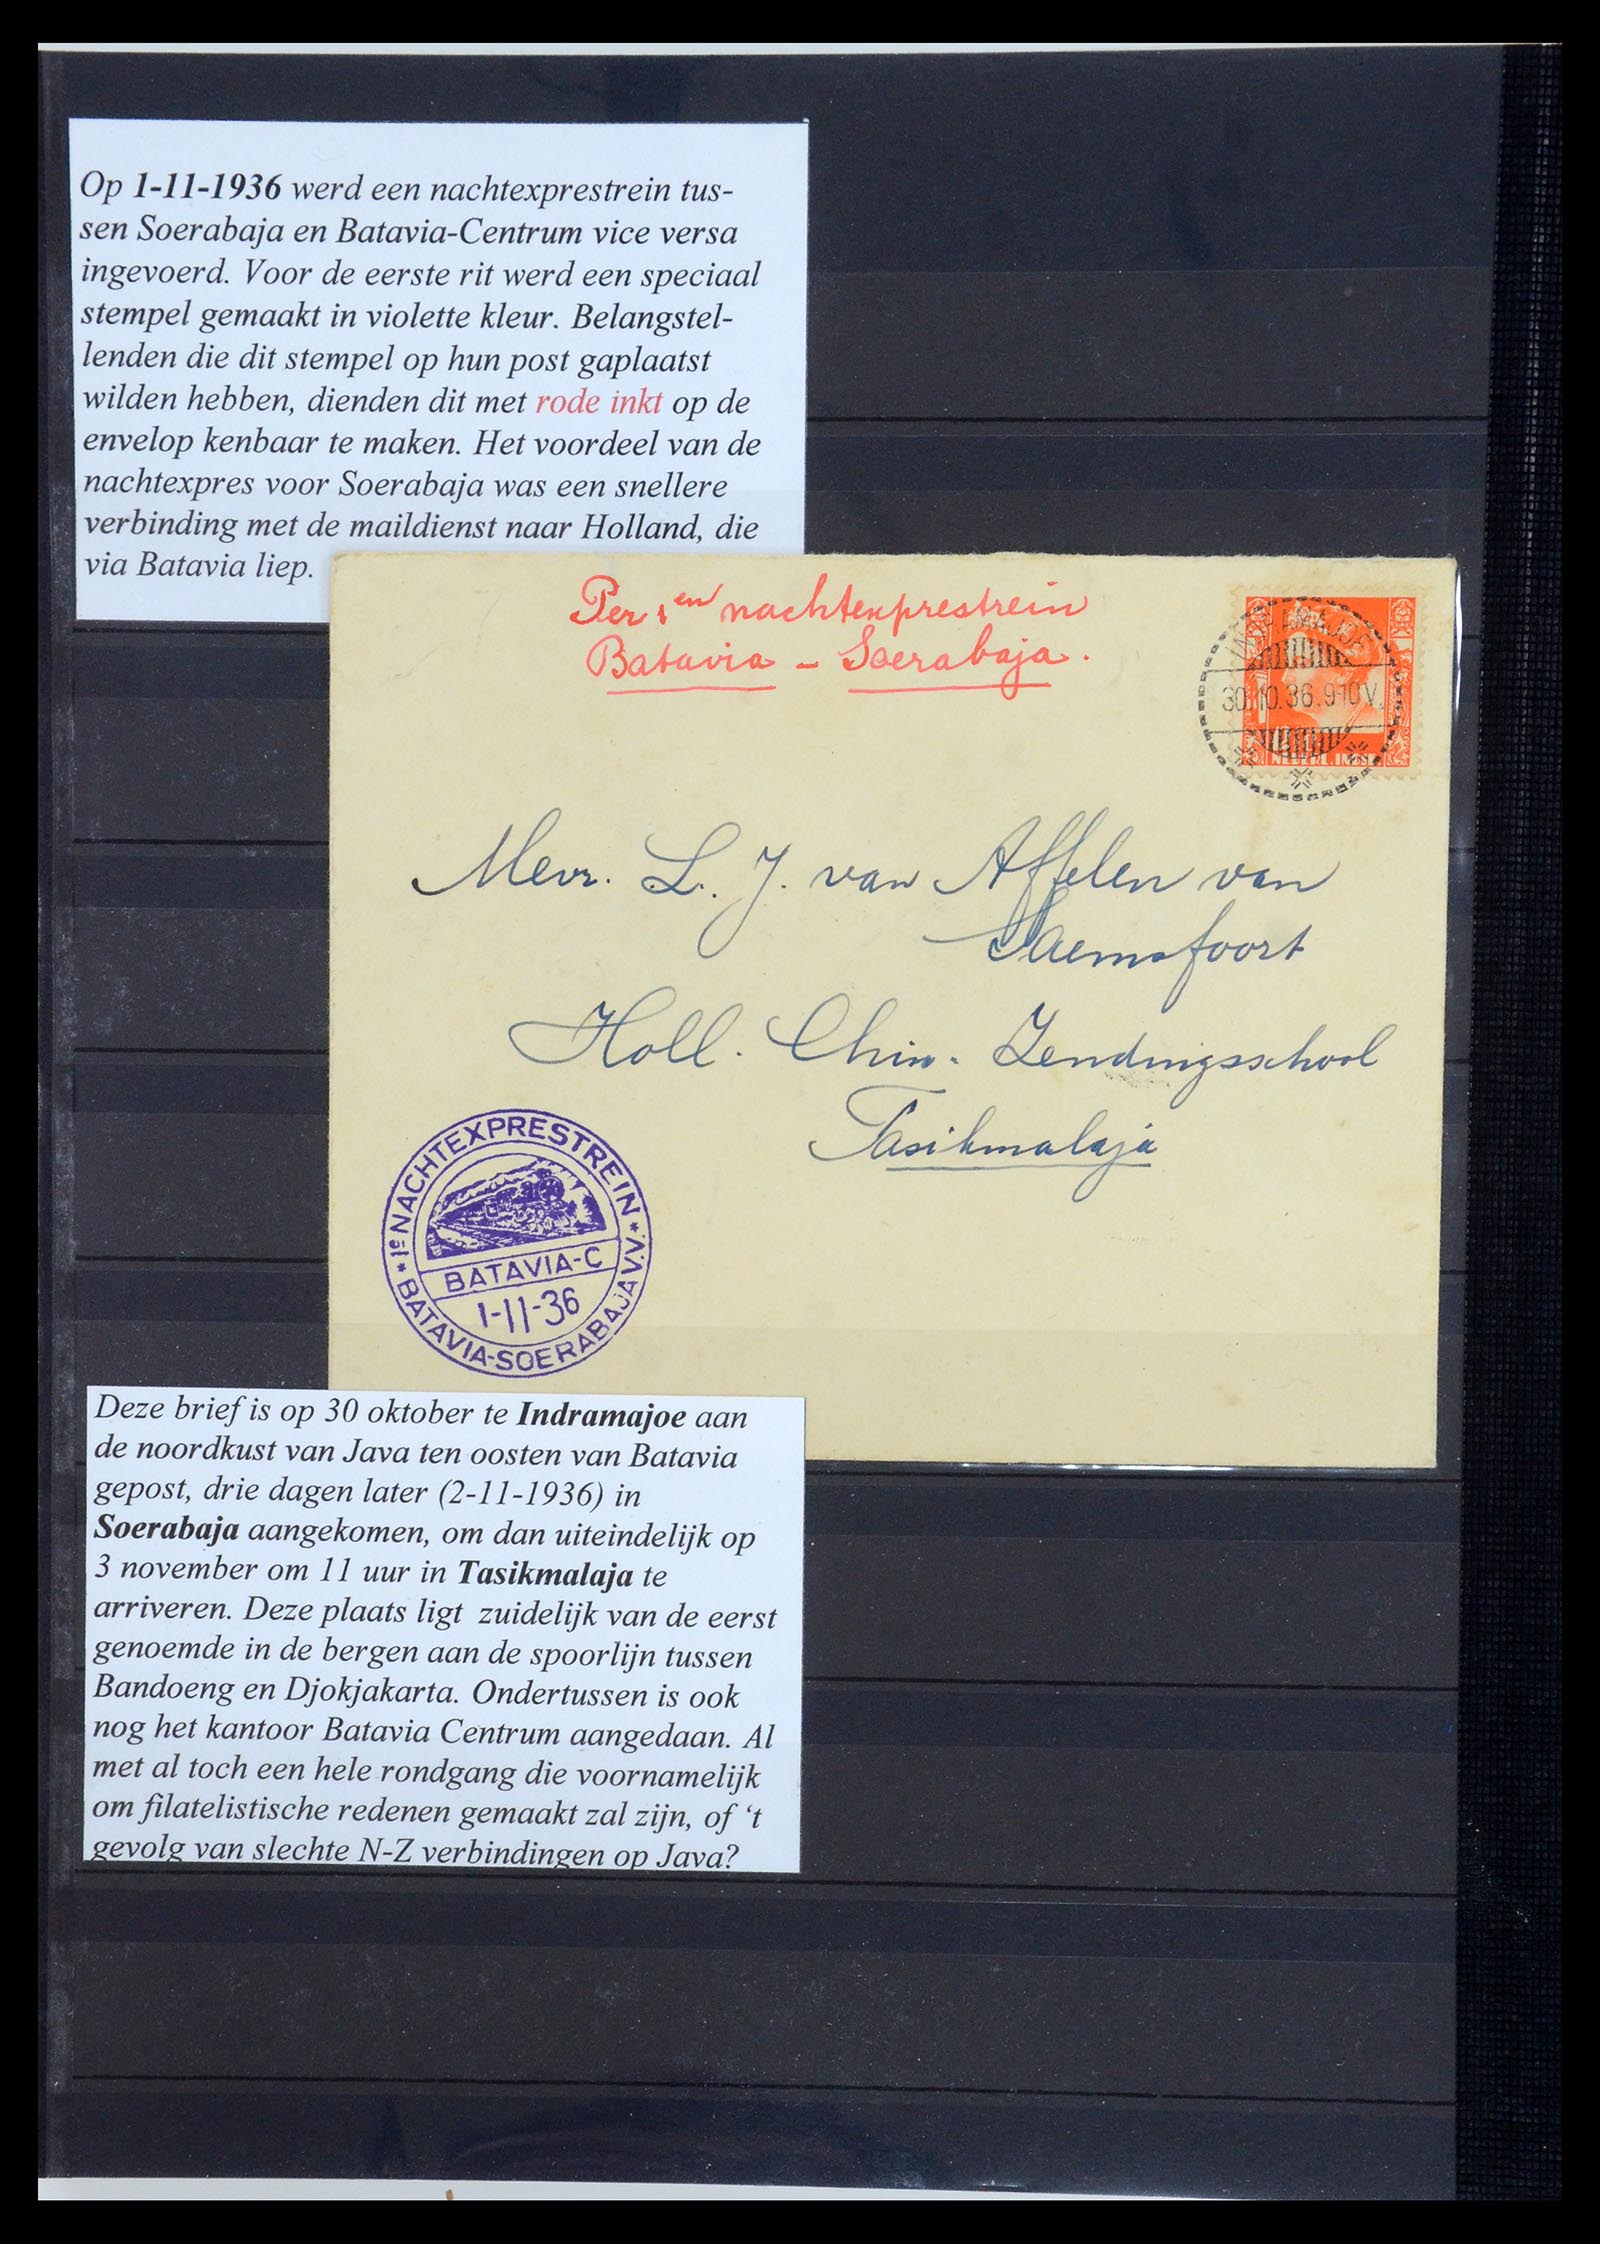 Op 1-11-1936 werd een nachtexprestrein tus-
sen Soerabaja en Batavia-Centrum vice versa
ingevoerd. Voor de eerste rit werd een speciaal
stempel gemaakt in violette kleur. Belangstel-
lenden die dit stempel op hun post gaplaatst
wilden hebben, dienden dit met rode inkt op de
envelop kenbaar te maken. Het voordeel van de
nachtexpres voor Soerabaja was een snellere
verbinding met de maildienst naar Holland, die
via Batavia liep.
Per 1en nachtexprestrein
Batavia - Soerabaja.
INDRAMAJOE
30.10.36.9-10V.
NEDERL. INDIE
Mevr. L. J. van Affelen van
Saemsfoort
Holl. Chin. Zendingsschool
Tasikmalaja
* 1e NACHTEXPRESTREIN *
BATAVIA-C
1-11-36
BATAVIA-SOERABAJA V.V.
Deze brief is op 30 oktober te Indramajoe aan
de noordkust van Java ten oosten van Batavia
gepost, drie dagen later (2-11-1936) in
Soerabaja aangekomen, om dan uiteindelijk op
3 november om 11 uur in Tasikmalaja te
arriveren. Deze plaats ligt zuidelijk van de eerst
genoemde in de bergen aan de spoorlijn tussen
Bandoeng en Djokjakarta. Ondertussen is ook
nog het kantoor Batavia Centrum aangedaan. Al
met al toch een hele rondgang die voornamelijk
om filatelistische redenen gemaakt zal zijn, of ‘t
gevolg van slechte N-Z verbindingen op Java?